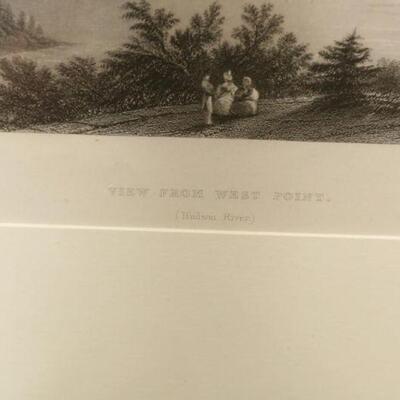 VIEW FROM WEST POINT.
(Hudson River)